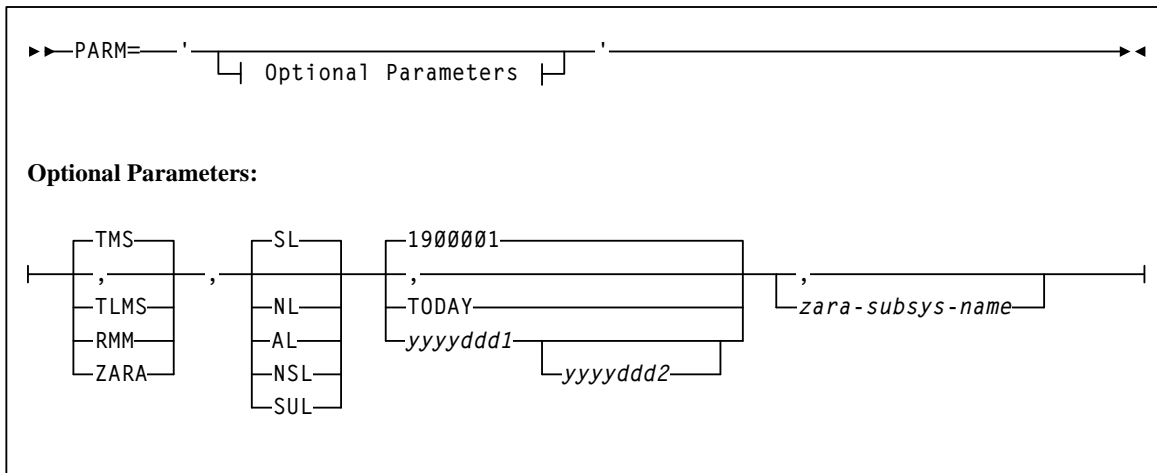 PARM= ' '
Optional Parameters
Optional Parameters:
TMS SL 19ØØØØ1
, , , ,
TLMS NL TODAY zara-subsys-name
RMM AL yyyyddd1
ZARA NSL yyyyddd2
SUL